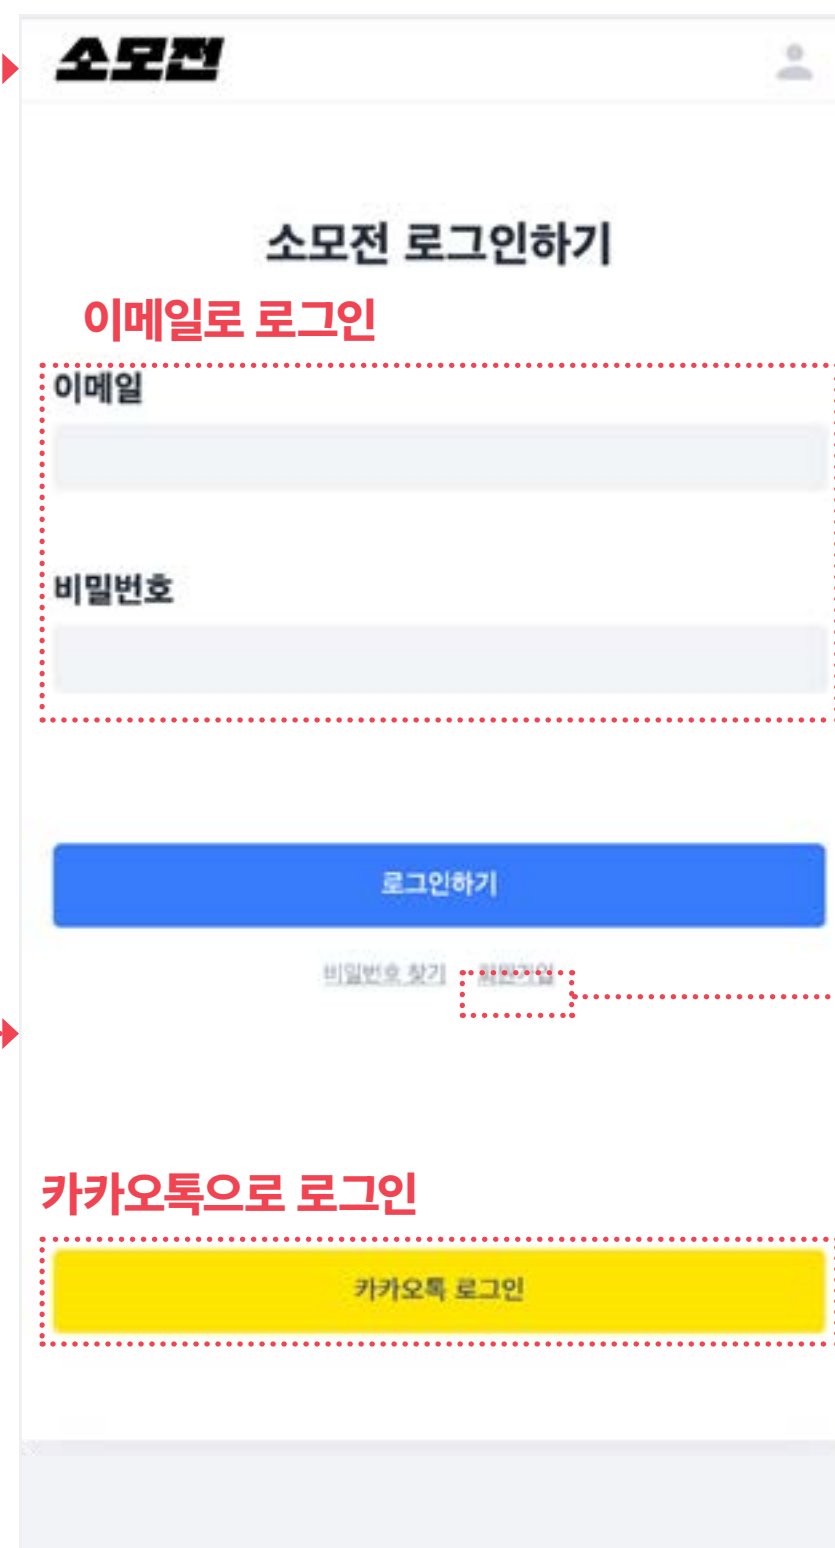 소모전
소모전 로그인하기
이메일로 로그인
이메일
비밀번호
로그인하기
비밀번호 찾기 회원가입
카카오톡으로 로그인
카카오톡 로그인